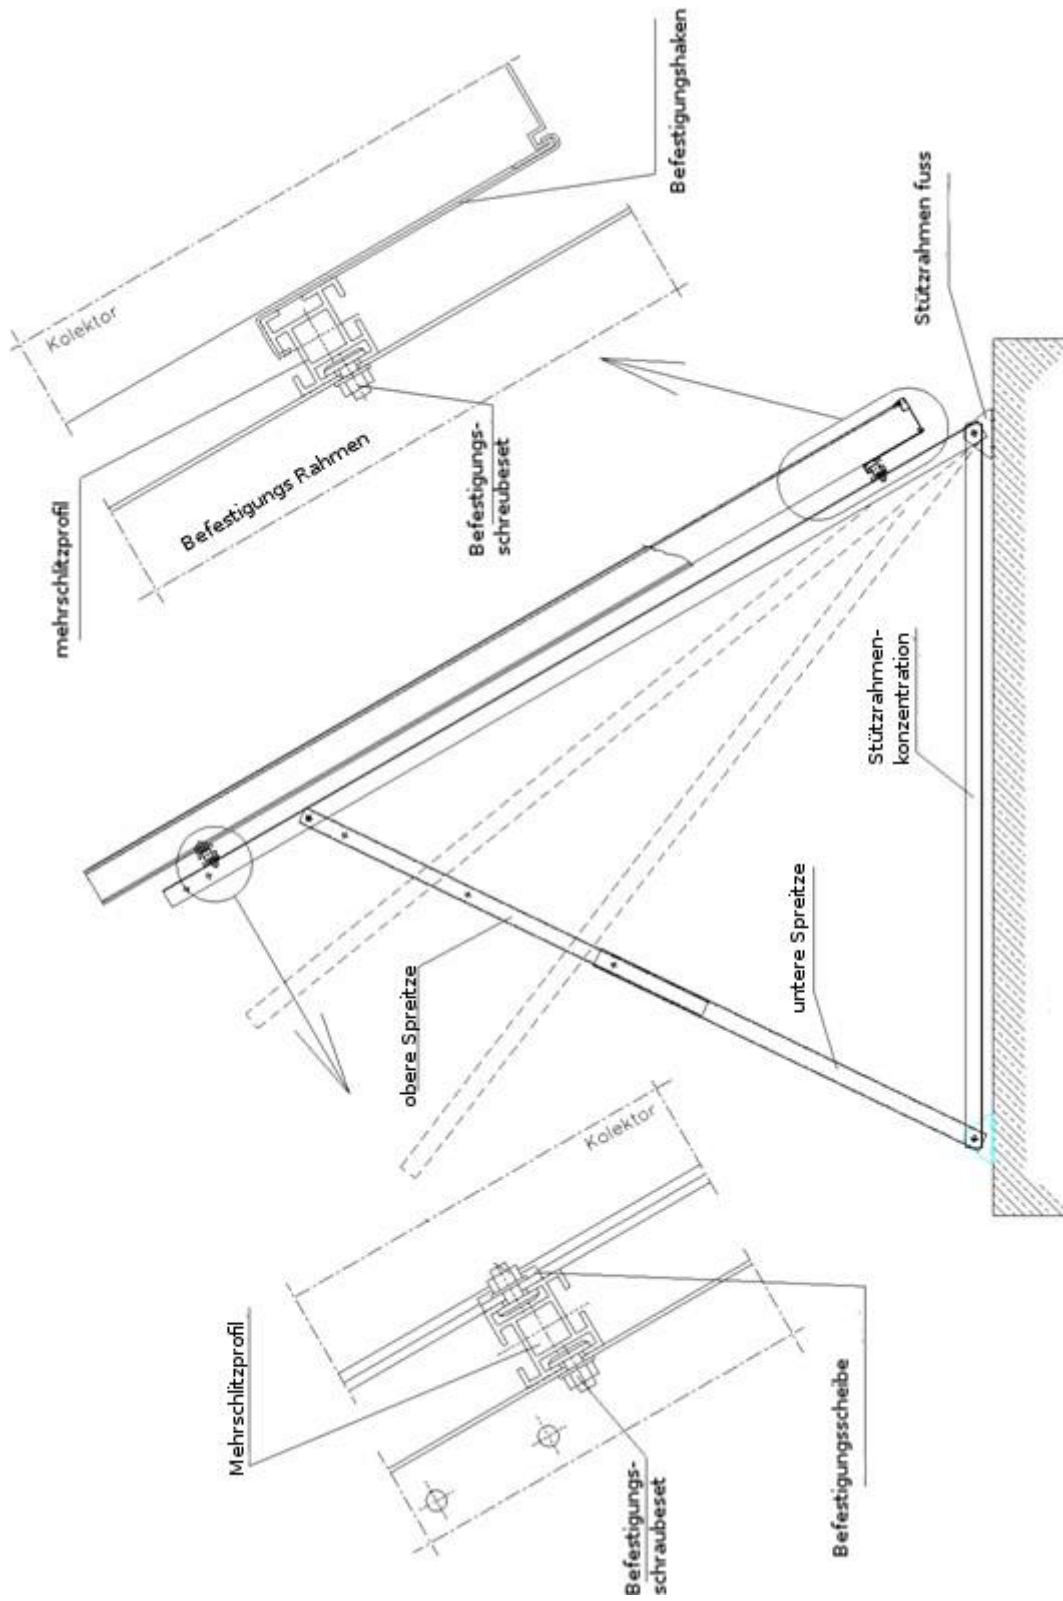 mehrschlitzprofil
Kolektor
Befestigungs Rahmen
Befestigungs-
schreubeset
Befestigungshaken
Stützrahmen fuss
Stützrahmen-
konzentration
obere Spreitze
untere Spreitze
Mehrschlitzprofil
Kolektor
Befestigungs-
schraubeset
Befestigungsscheibe